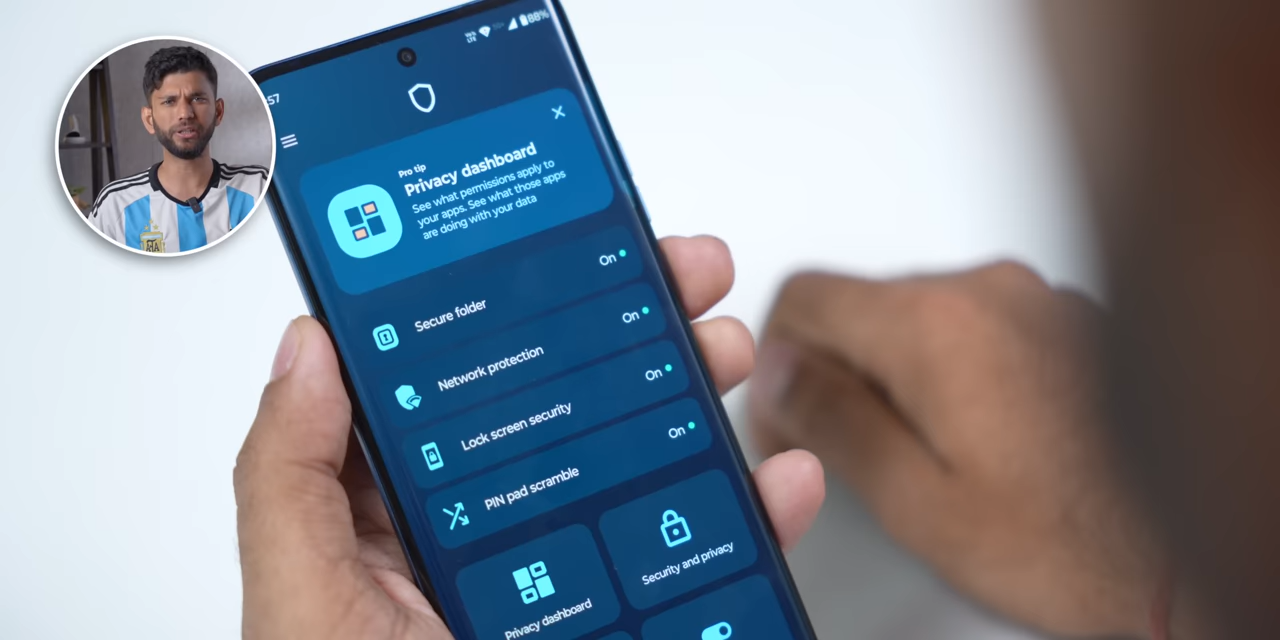 :57
88%
Pro tip
Privacy dashboard
See what permissions apply to
your apps. See what those apps
are doing with your data
Secure folder
On
Network protection
On
Lock screen security
On
PIN pad scramble
On
Privacy dashboard
Security and privacy